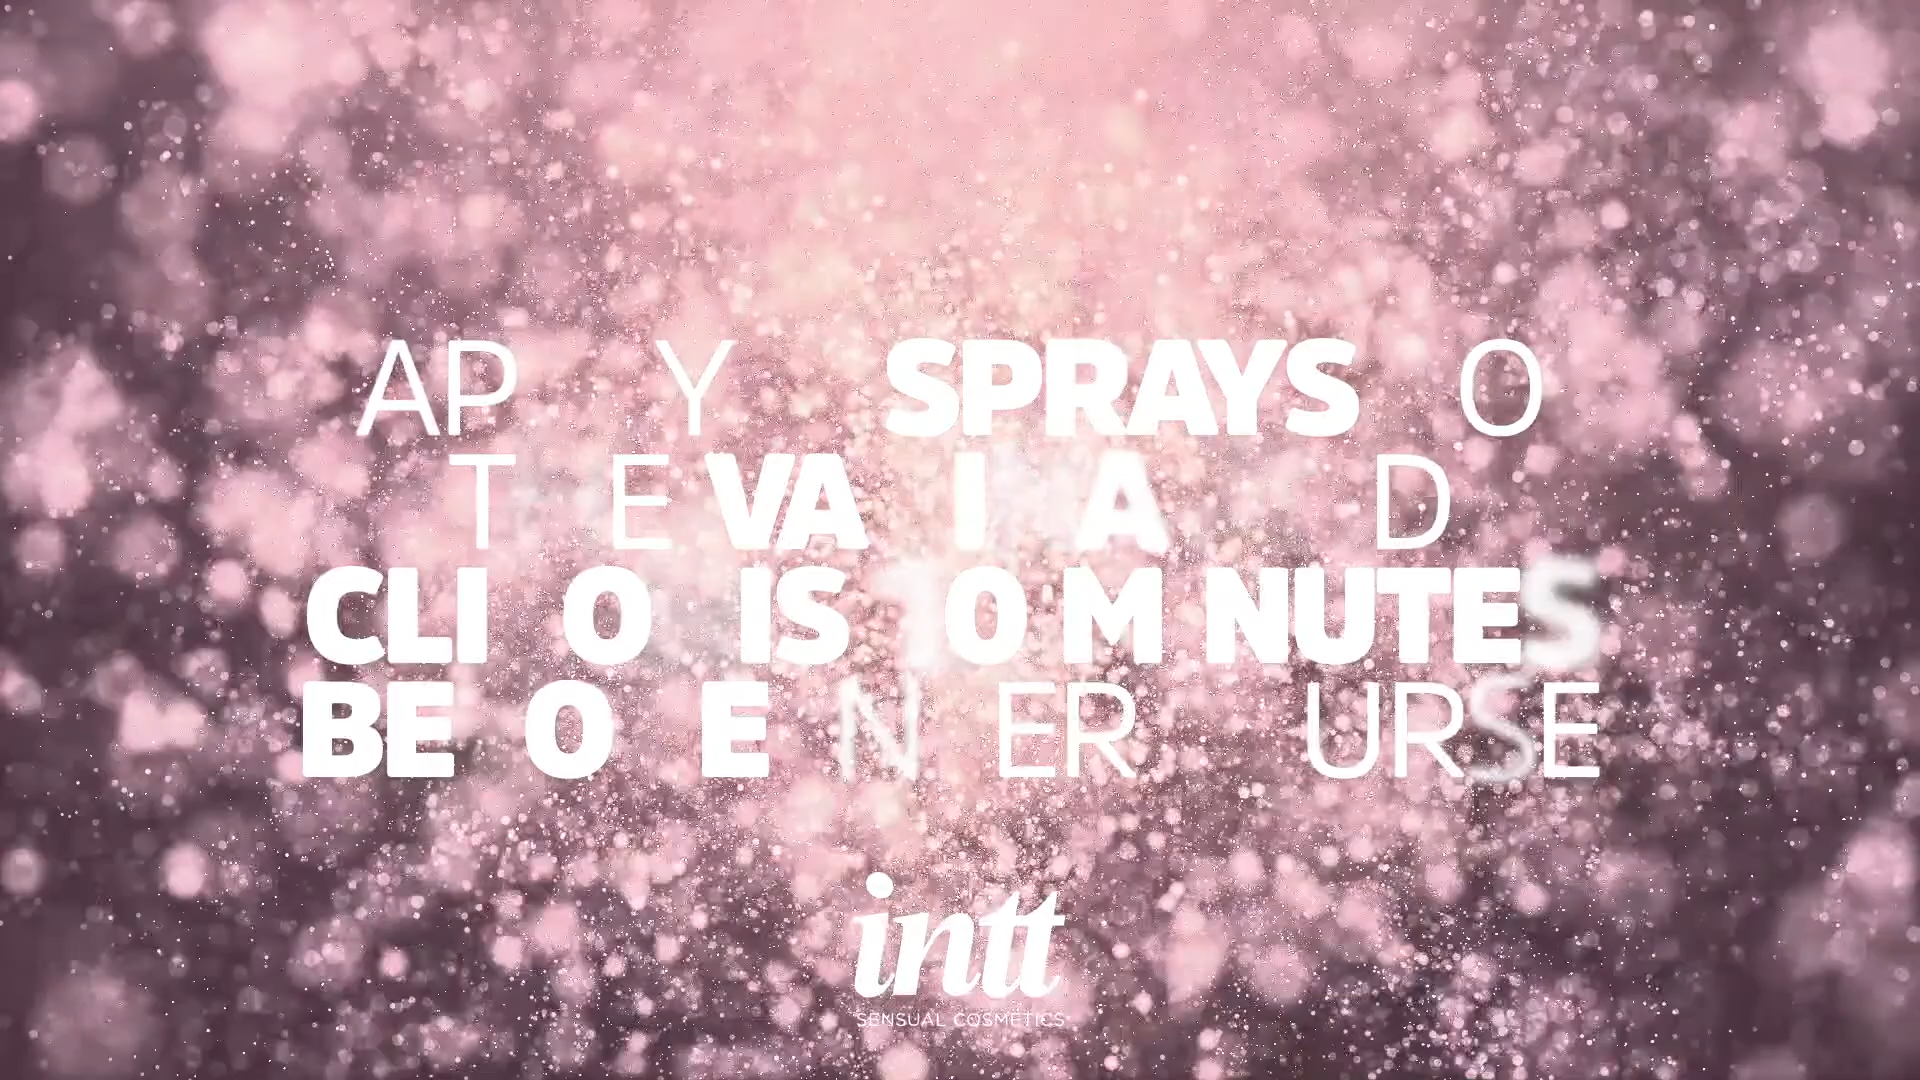 AP Y SPRAYS O
T E VA I A D
CLI O IS 10 M NUTES
BE O E N ER URSE
intt
SENSUAL COSMETICS